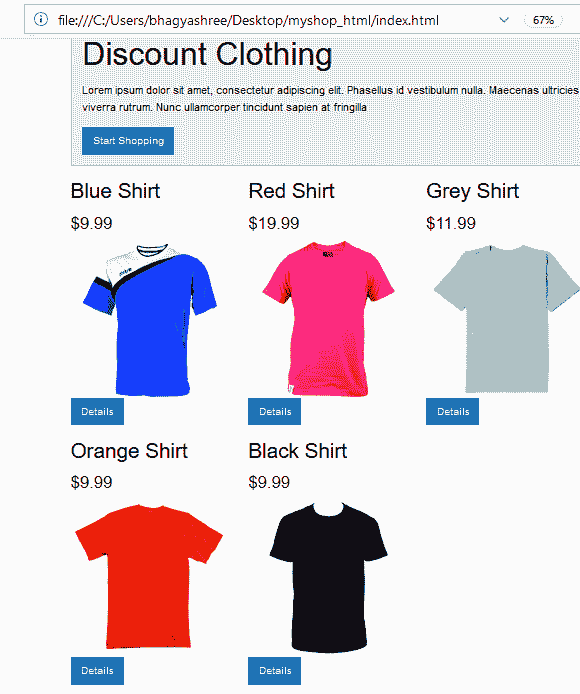 file:///C:/Users/bhagyashree/Desktop/myshop_html/index.html
67%
Discount Clothing
Lorem ipsum dolor sit amet, consectetur adipiscing elit. Phasellus id vestibulum nulla. Maecenas ultricies
viverra rutrum. Nunc ullamcorper tincidunt sapien at fringilla
Start Shopping
Blue Shirt Red Shirt Grey Shirt
$9.99 $19.99 $11.99
Details Details Details
Orange Shirt Black Shirt
$9.99 $9.99
Details Details